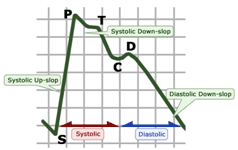 P
T
Systolic Down-slop
C
D
Systolic Up-slop
Diastolic Down-slop
S
Systolic
Diastolic